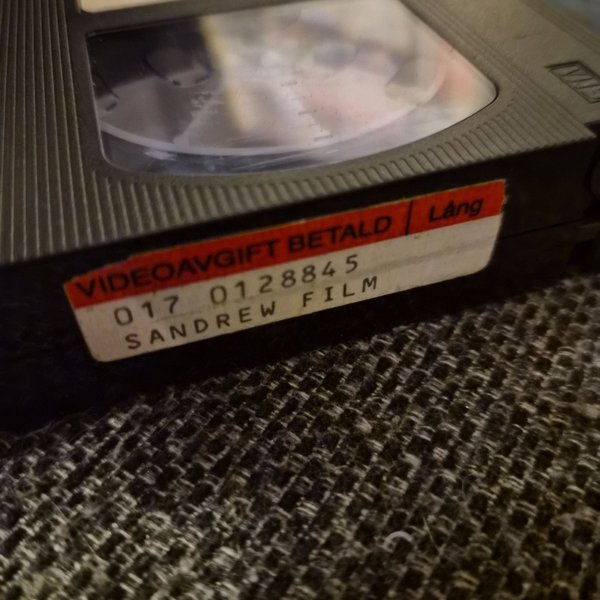 VIDEOAVGIFT BETALD | Lång
017 0128845
SANDREW FILM